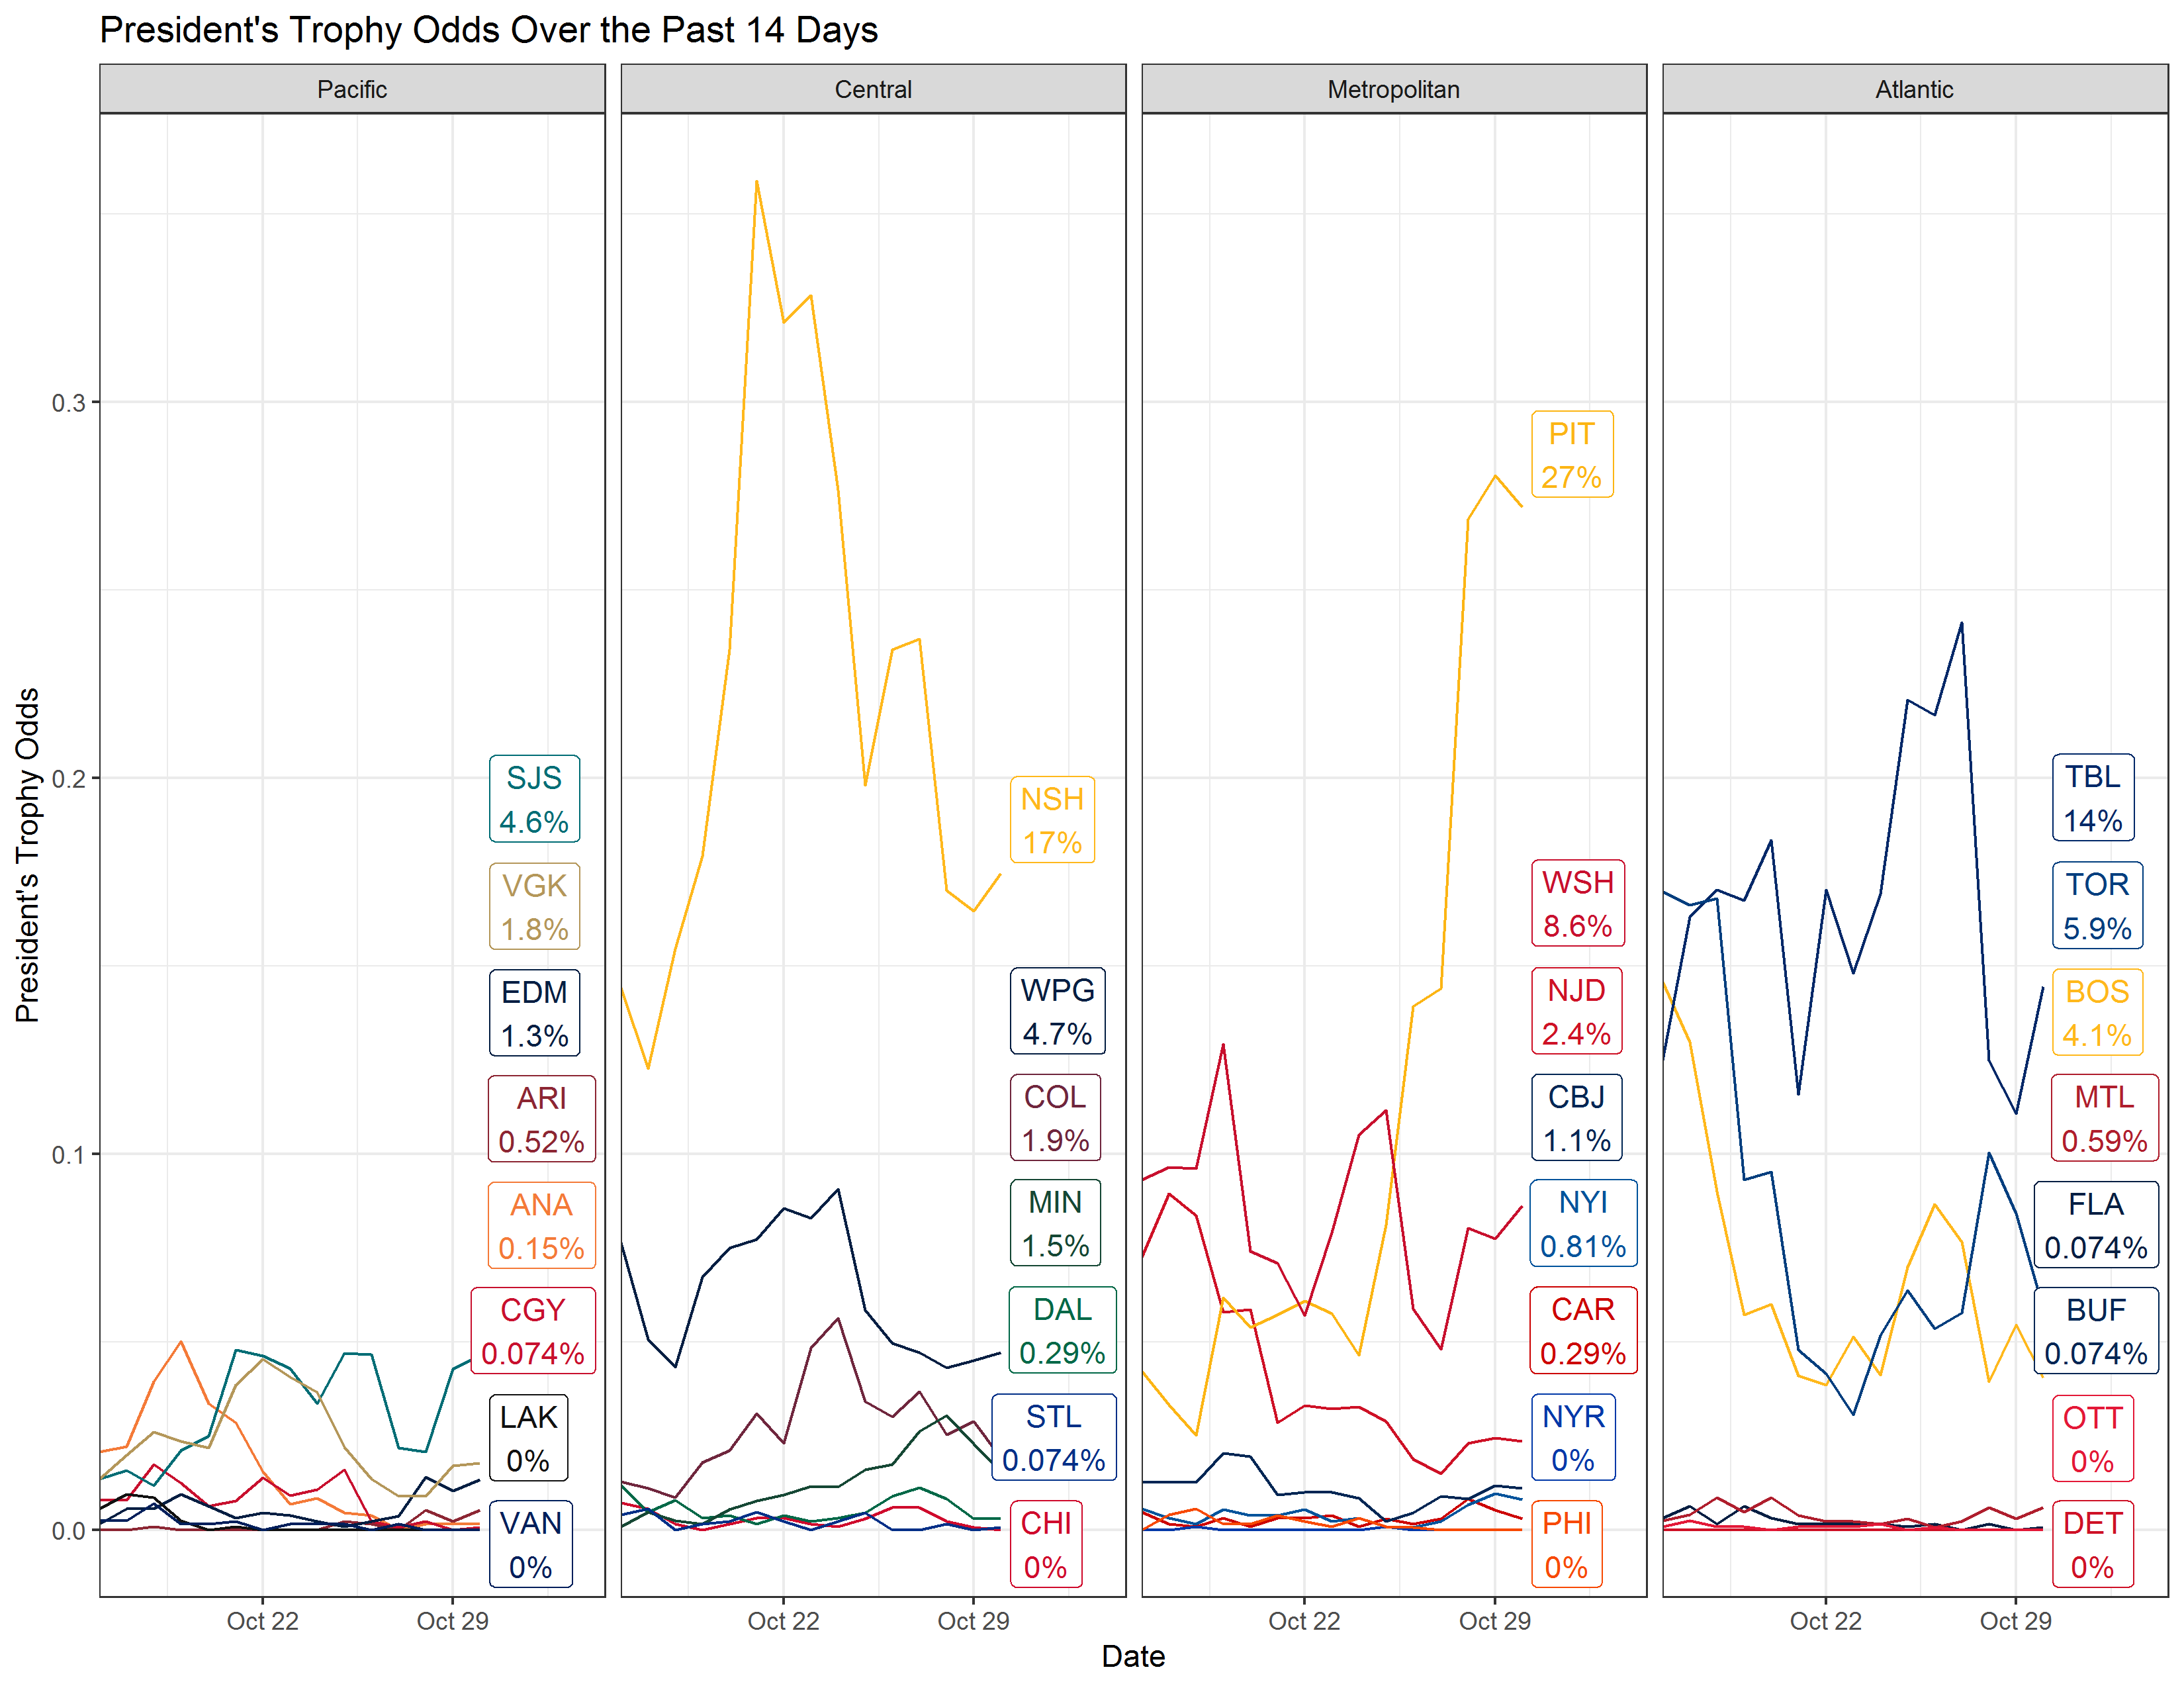 President's Trophy Odds Over the Past 14 Days
Pacific
Central
Metropolitan
Atlantic
President's Trophy Odds
0.3
0.2
0.1
0.0
SJS
4.6%
VGK
1.8%
EDM
1.3%
ARI
0.52%
ANA
0.15%
CGY
0.074%
LAK
0%
VAN
0%
NSH
17%
WPG
4.7%
COL
1.9%
MIN
1.5%
DAL
0.29%
STL
0.074%
CHI
0%
PIT
27%
WSH
8.6%
NJD
2.4%
CBJ
1.1%
NYI
0.81%
CAR
0.29%
NYR
0%
PHI
0%
TBL
14%
TOR
5.9%
BOS
4.1%
MTL
0.59%
FLA
0.074%
BUF
0.074%
OTT
0%
DET
0%
Oct 22
Oct 29
Oct 22
Oct 29
Oct 22
Oct 29
Oct 22
Oct 29
Date